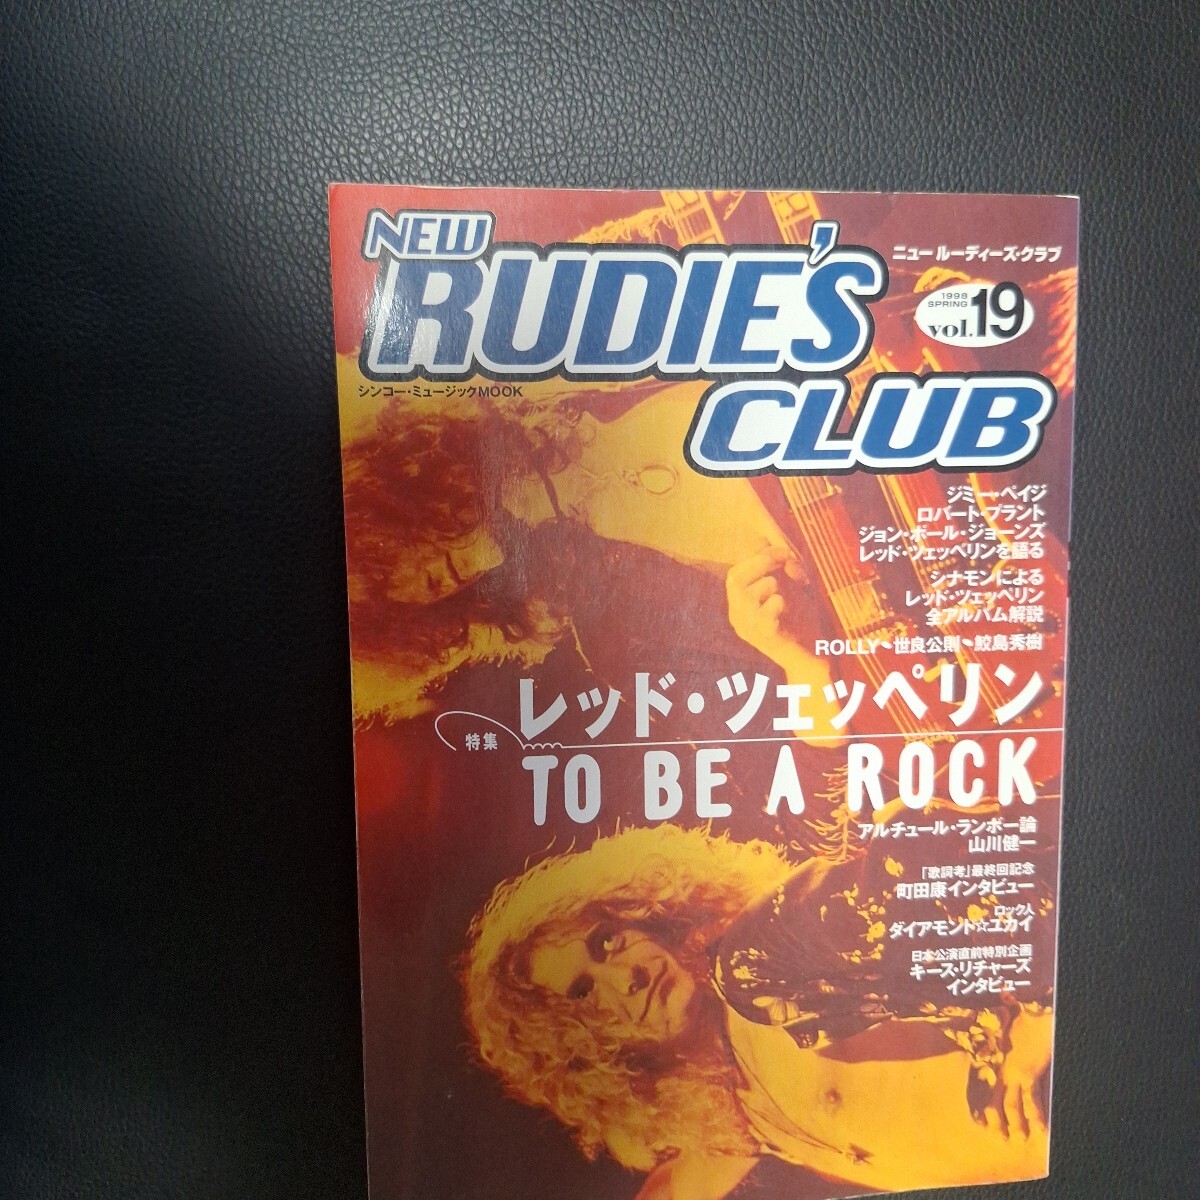 NEW
RUDIE'S
CLUB
ニュー ルーディーズ・クラブ
1998
SPRING
vol.19
シンコー・ミュージックMOOK
ジミー・ペイジ
ロバート・プラント
ジョン・ポール・ジョーンズ
レッド・ツェッペリンを語る
シナモンによる
レッド・ツェッペリン
全アルバム解説
ROLLY・世良公則・鮫島秀樹
特集
レッド・ツェッペリン
TO BE A ROCK
アルチュール・ランボー論
山川健一
「歌詞考」最終回記念
町田康インタビュー
ロック人
ダイアモンド☆ユカイ
日本公演直前特別企画
キース・リチャーズ
インタビュー